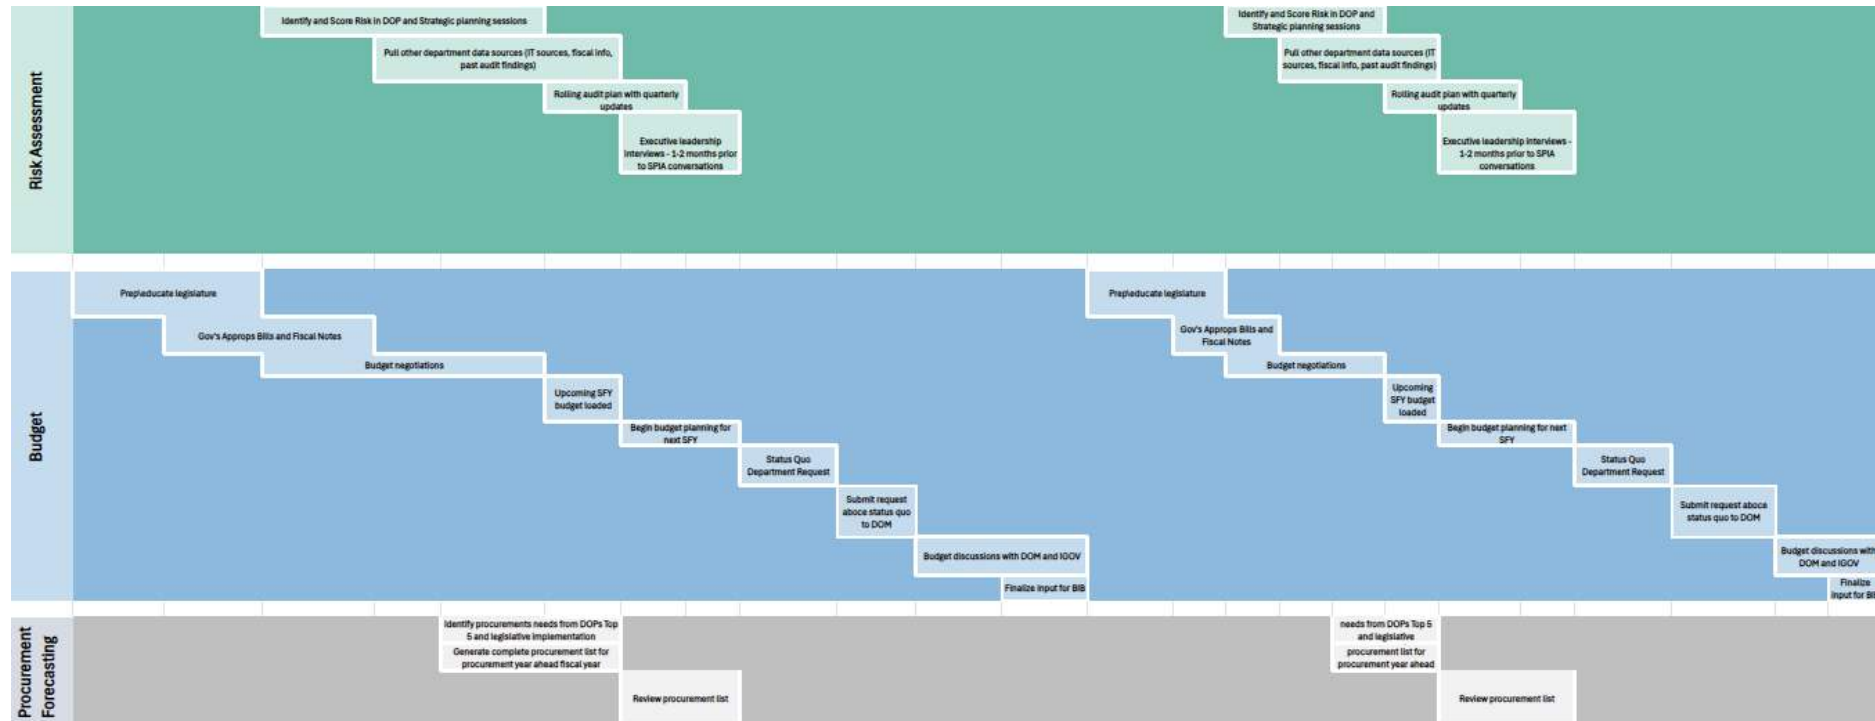 Risk Assessment
Identify and Score Risk in DOP and Strategic planning sessions
Pull other department data sources (IT sources, fiscal info,
past audit findings)
Rolling audit plan with quarterly
updates
Executive leadership
interviews - 1-2 months prior
to SPIA conversations
Identify and Score Risk in DOP and
Strategic planning sessions
Pull other department data sources (IT
sources, fiscal info, past audit findings)
Rolling audit plan with quarterly
updates
Executive leadership interviews -
1-2 months prior to SPIA
conversations
Budget
Prep\educate legislature
Gov's Approps Bills and Fiscal Notes
Budget negotiations
Upcoming SFY
budget loaded
Begin budget planning for
next SFY
Status Quo
Department Request
Submit request
aboce status quo
to DOM
Budget discussions with DOM and IGOV
Finalize input for BIB
Prep\educate legislature
Gov's Approps Bills and
Fiscal Notes
Budget negotiations
Upcoming
SFY budget
loaded
Begin budget planning for next
SFY
Status Quo
Department Request
Submit request aboce
status quo to DOM
Budget discussions with
DOM and IGOV
Finalize
input for BIB
Procurement
Forecasting
Identify procurements needs from DOPs Top
5 and legislative implementation
Generate complete procurement list for
procurement year ahead fiscal year
Review procurement list
needs from DOPs Top 5
and legislative
procurement list for
procurement year ahead
Review procurement list